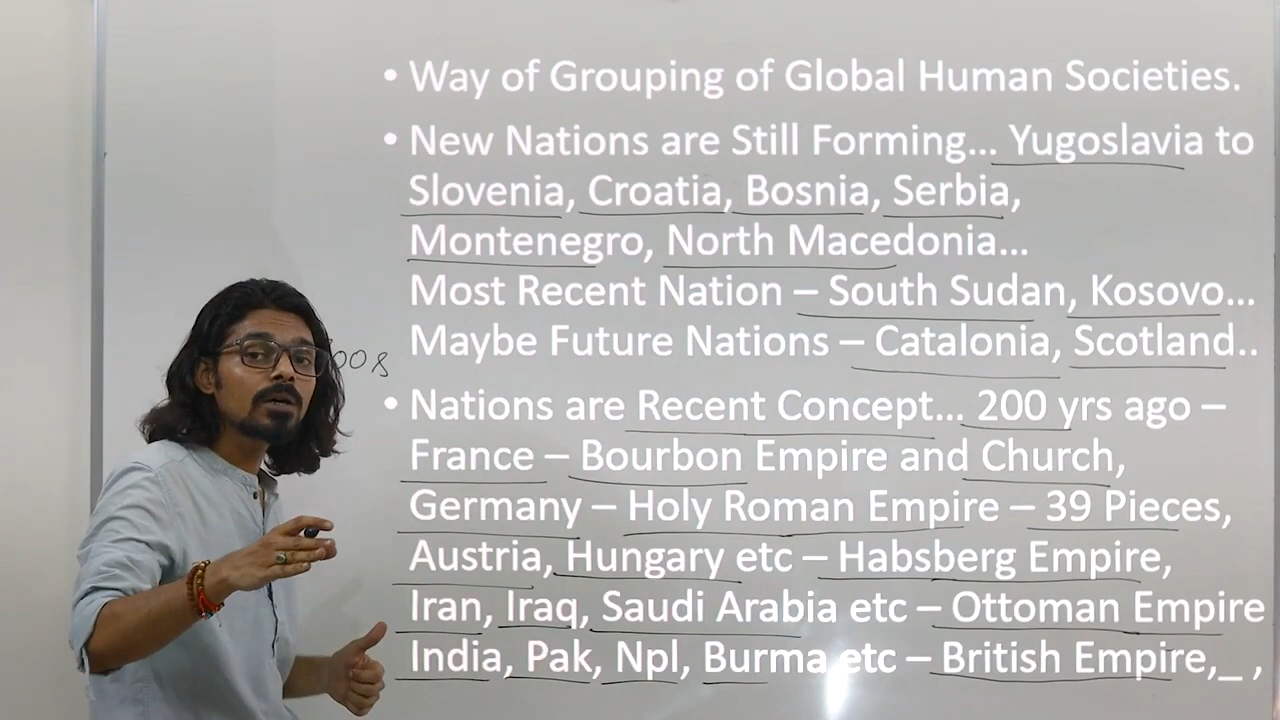 • Way of Grouping of Global Human Societies.
• New Nations are Still Forming... Yugoslavia to
Slovenia, Croatia, Bosnia, Serbia,
Montenegro, North Macedonia...
Most Recent Nation – South Sudan, Kosovo...
Maybe Future Nations – Catalonia, Scotland..
• Nations are Recent Concept... 200 yrs ago –
France – Bourbon Empire and Church,
Germany – Holy Roman Empire – 39 Pieces,
Austria, Hungary etc – Habsberg Empire,
Iran, Iraq, Saudi Arabia etc – Ottoman Empire
India, Pak, Npl, Burma etc – British Empire,_ ,